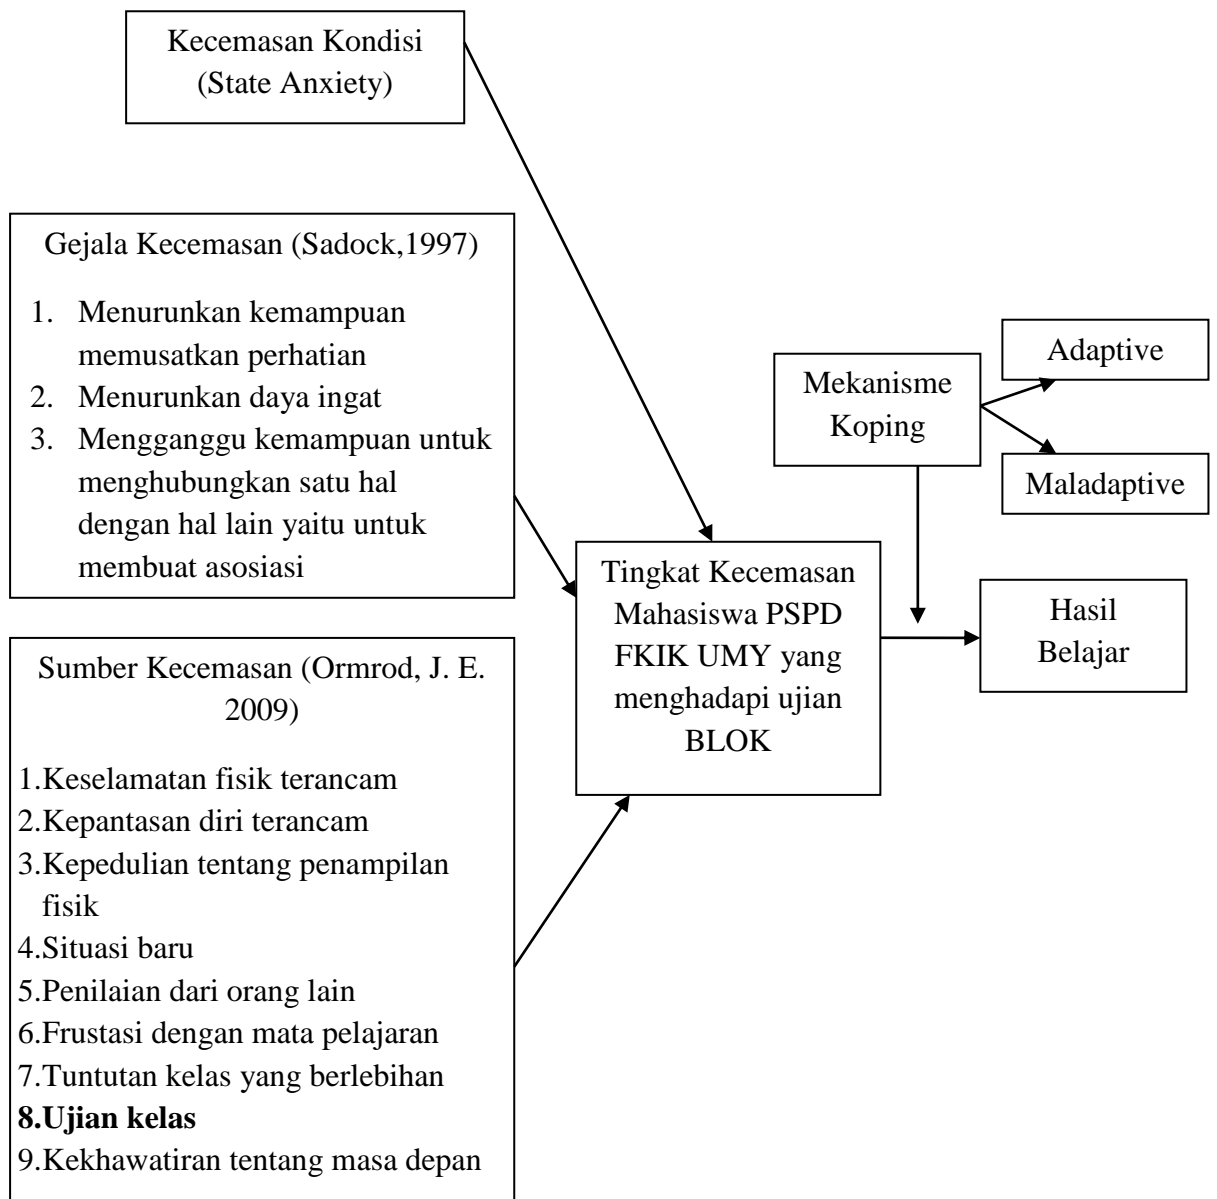 Kecemasan Kondisi
(State Anxiety)
Gejala Kecemasan (Sadock,1997)
1. Menurunkan kemampuan
memusatkan perhatian
2. Menurunkan daya ingat
3. Mengganggu kemampuan untuk
menghubungkan satu hal
dengan hal lain yaitu untuk
membuat asosiasi
Sumber Kecemasan (Ormrod, J. E.
2009)
1.Keselamatan fisik terancam
2.Kepantasan diri terancam
3.Kepedulian tentang penampilan
fisik
4.Situasi baru
5.Penilaian dari orang lain
6.Frustasi dengan mata pelajaran
7.Tuntutan kelas yang berlebihan
8.Ujian kelas
9.Kekhawatiran tentang masa depan
Tingkat Kecemasan
Mahasiswa PSPD
FKIK UMY yang
menghadapi ujian
BLOK
Mekanisme
Koping
Adaptive
Maladaptive
Hasil
Belajar